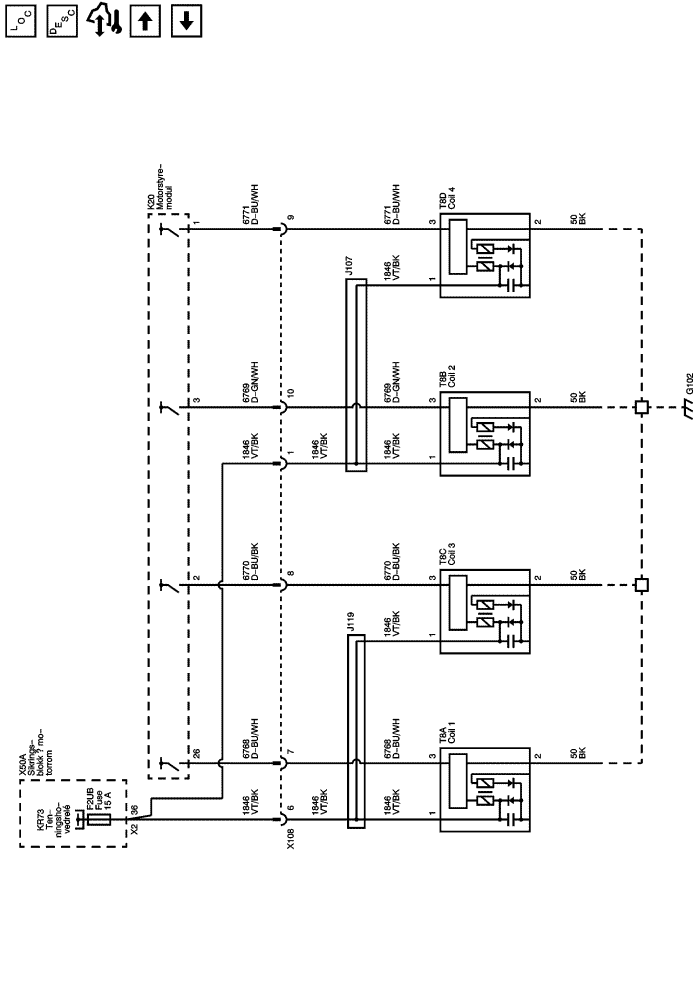 LOC
DESC
K20
Motorstyre–
modul
1
3
2
26
6771
D–BU/WH
9
6771
D–BU/WH
3
T8D
Coil 4
2
50
BK
J107
1846
VT/BK
1
6769
D–GN/WH
10
6769
D–GN/WH
3
T8B
Coil 2
2
50
BK
G102
1846
VT/BK
1
1846
VT/BK
1846
VT/BK
1
6770
D–BU/BK
8
6770
D–BU/BK
3
T8C
Coil 3
2
50
BK
J119
1846
VT/BK
1
6768
D–BU/WH
7
6768
D–BU/WH
3
T8A
Coil 1
2
50
BK
X50A
Sikrings–
blokk ? mo–
torrom
KR73
Ten–
ningsho–
vedrelé
F2UB
Fuse
15 A
X2
36
1846
VT/BK
6
X108
1846
VT/BK
1846
VT/BK
1